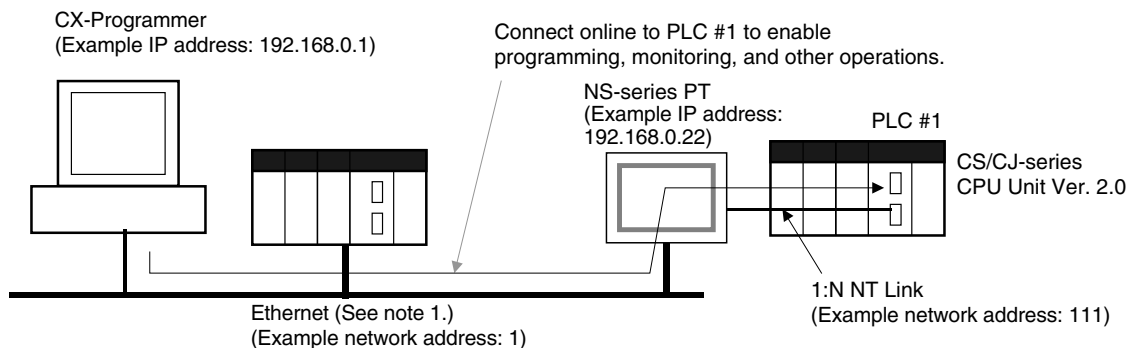 CX-Programmer
(Example IP address: 192.168.0.1)
Connect online to PLC #1 to enable
programming, monitoring, and other operations.
NS-series PT
(Example IP address:
192.168.0.22)
PLC #1
CS/CJ-series
CPU Unit Ver. 2.0
1:N NT Link
(Example network address: 111)
Ethernet (See note 1.)
(Example network address: 1)